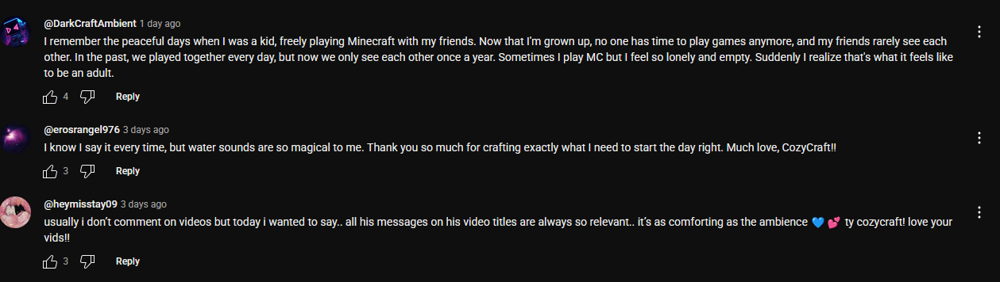 @DarkCraftAmbient 1 day ago
I remember the peaceful days when I was a kid, freely playing Minecraft with my friends. Now that I'm grown up, no one has time to play games anymore, and my friends rarely see each
other. In the past, we played together every day, but now we only see each other once a year. Sometimes I play MC but I feel so lonely and empty. Suddenly I realize that's what it feels like
to be an adult.
4 Reply
@erosrangel976 3 days ago
I know I say it every time, but water sounds are so magical to me. Thank you so much for crafting exactly what I need to start the day right. Much love, CozyCraft!!
3 Reply
@heymisstay09 3 days ago
usually i don’t comment on videos but today i wanted to say.. all his messages on his video titles are always so relevant.. it’s as comforting as the ambience 💙 💕 ty cozycraft! love your
vids!!
3 Reply